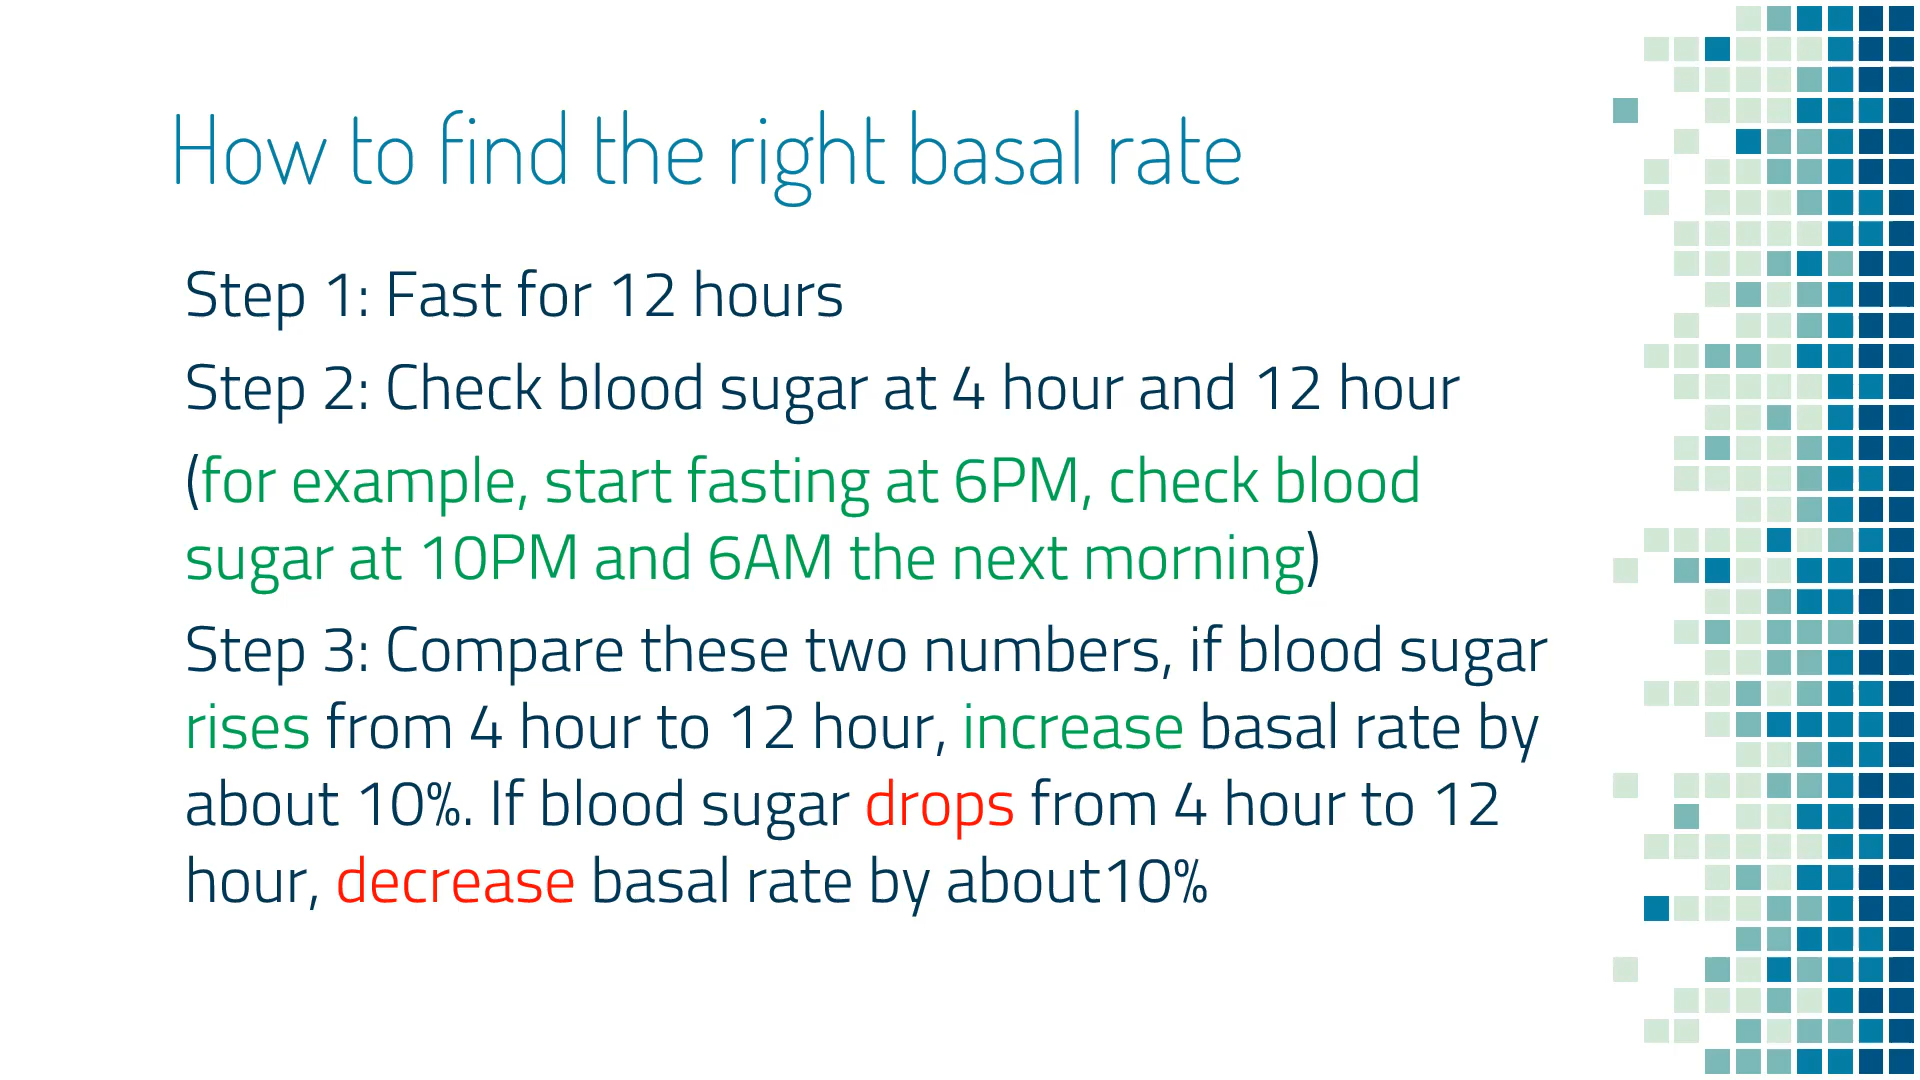 How to find the right basal rate
Step 1: Fast for 12 hours
Step 2: Check blood sugar at 4 hour and 12 hour
(for example, start fasting at 6PM, check blood
sugar at 10PM and 6AM the next morning)
Step 3: Compare these two numbers, if blood sugar
rises from 4 hour to 12 hour, increase basal rate by
about 10%. If blood sugar drops from 4 hour to 12
hour, decrease basal rate by about10%